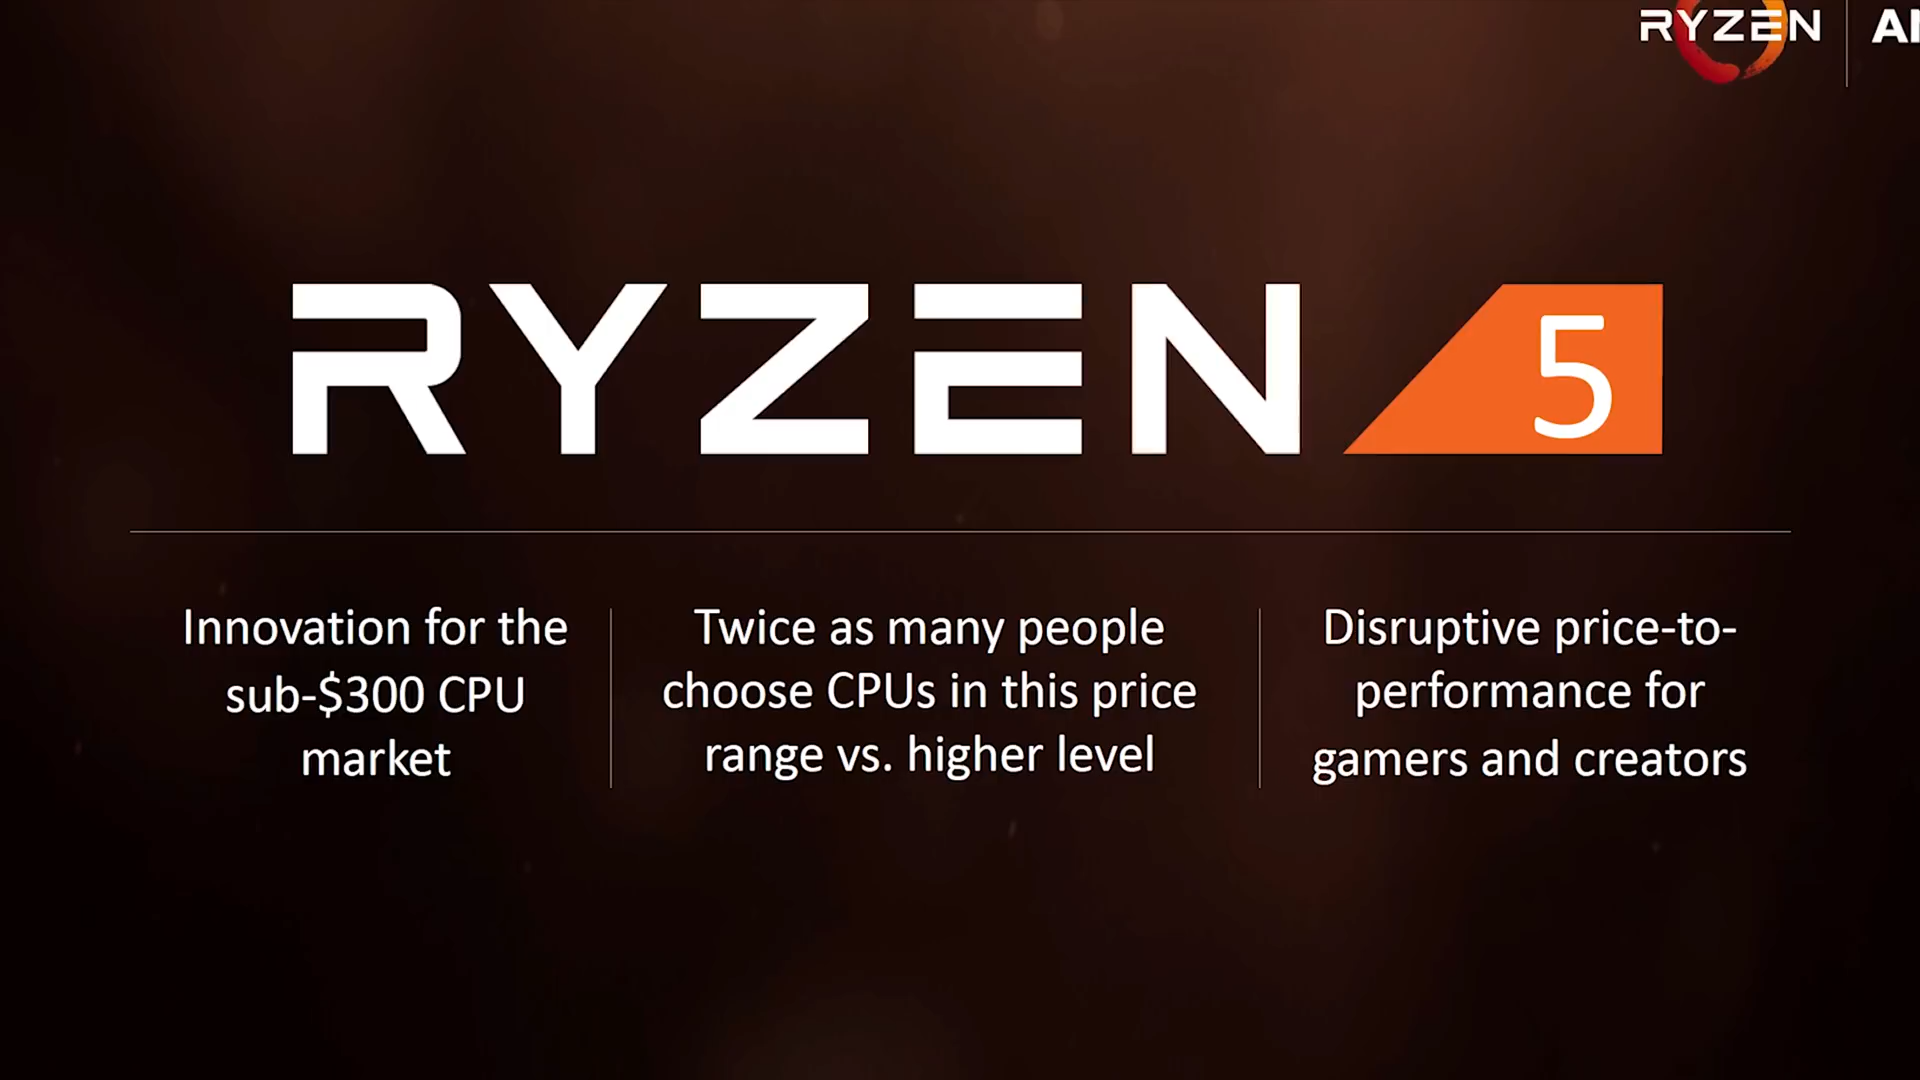 RYZEN
RYZEN 5
Innovation for the
sub-$300 CPU
market
Twice as many people
choose CPUs in this price
range vs. higher level
Disruptive price-to-
performance for
gamers and creators